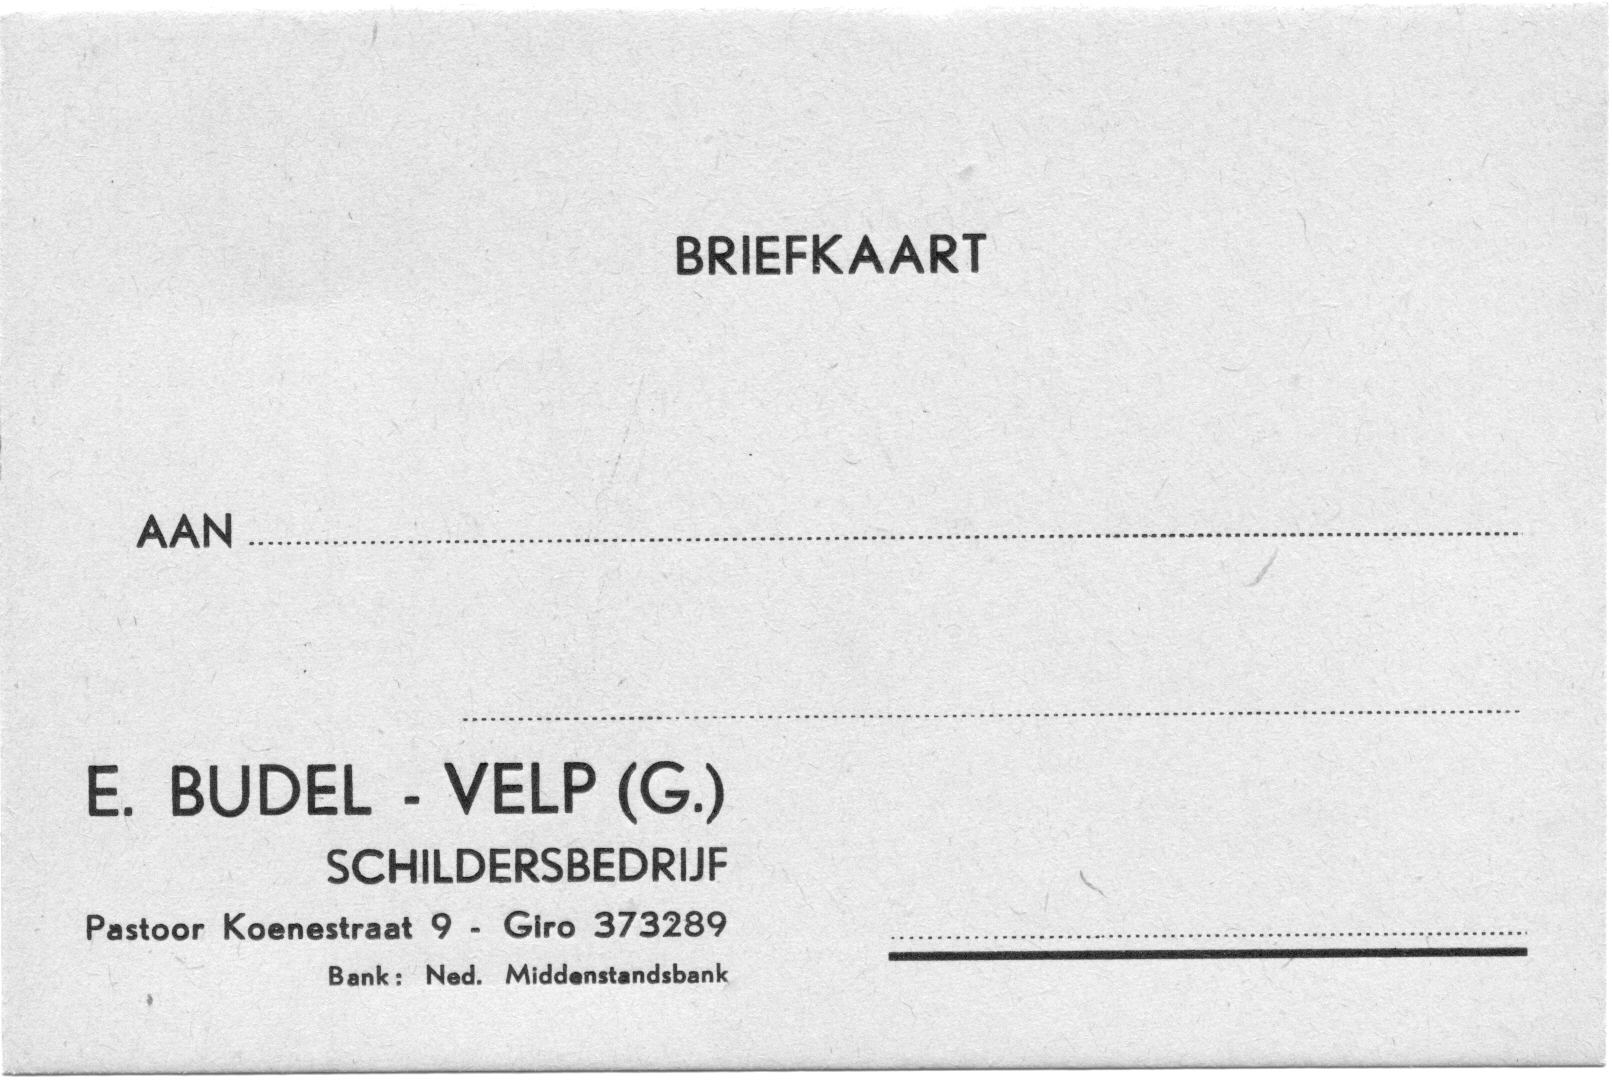 BRIEFKAART
AAN
E. BUDEL - VELP (G.)
SCHILDERSBEDRIJF
Pastoor Koenestraat 9 - Giro 373289
Bank: Ned. Middenstandsbank